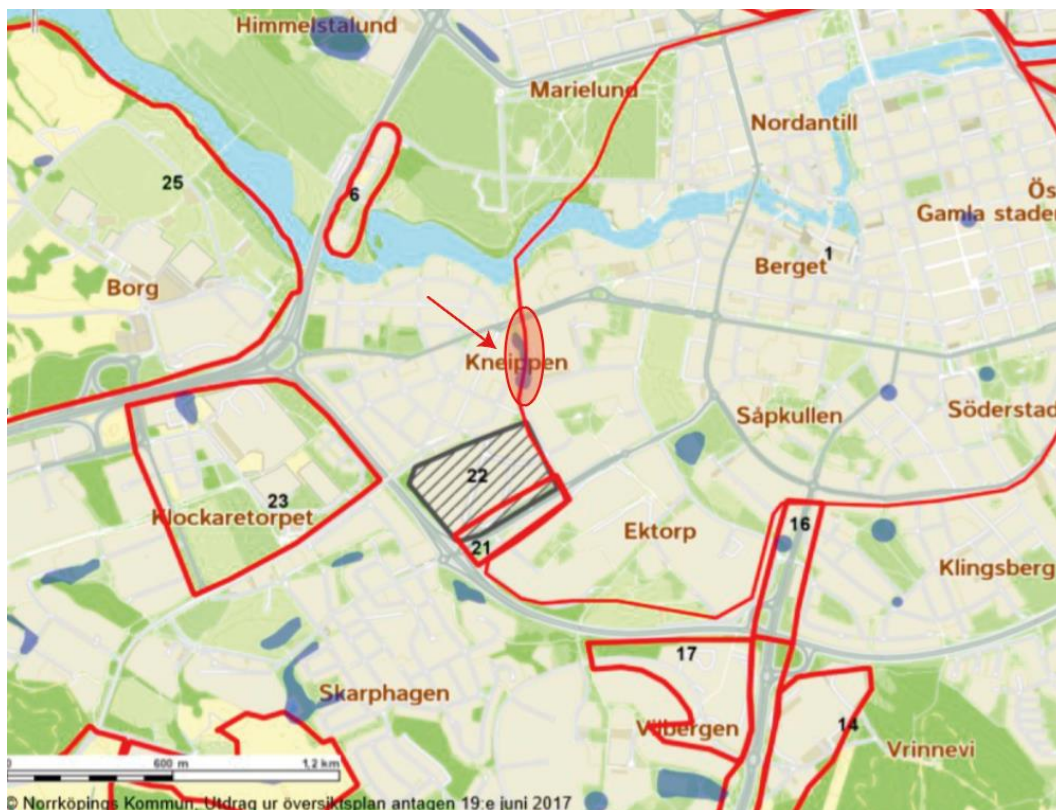 Himmelstalund
Marielund
Nordantill
25
6
Ös
Gamla stader
1
Berget
Borg
Kneippen
Såpkullen
Söderstad
22
23
Klockaretorpet
16
Ektorp
21
Klingsberg
17
Skarphagen
14
Vilbergen
Vrinnevi
0
600 m
1,2 km
© Norrköpings Kommun, Utdrag ur översiktsplan antagen 19:e juni 2017